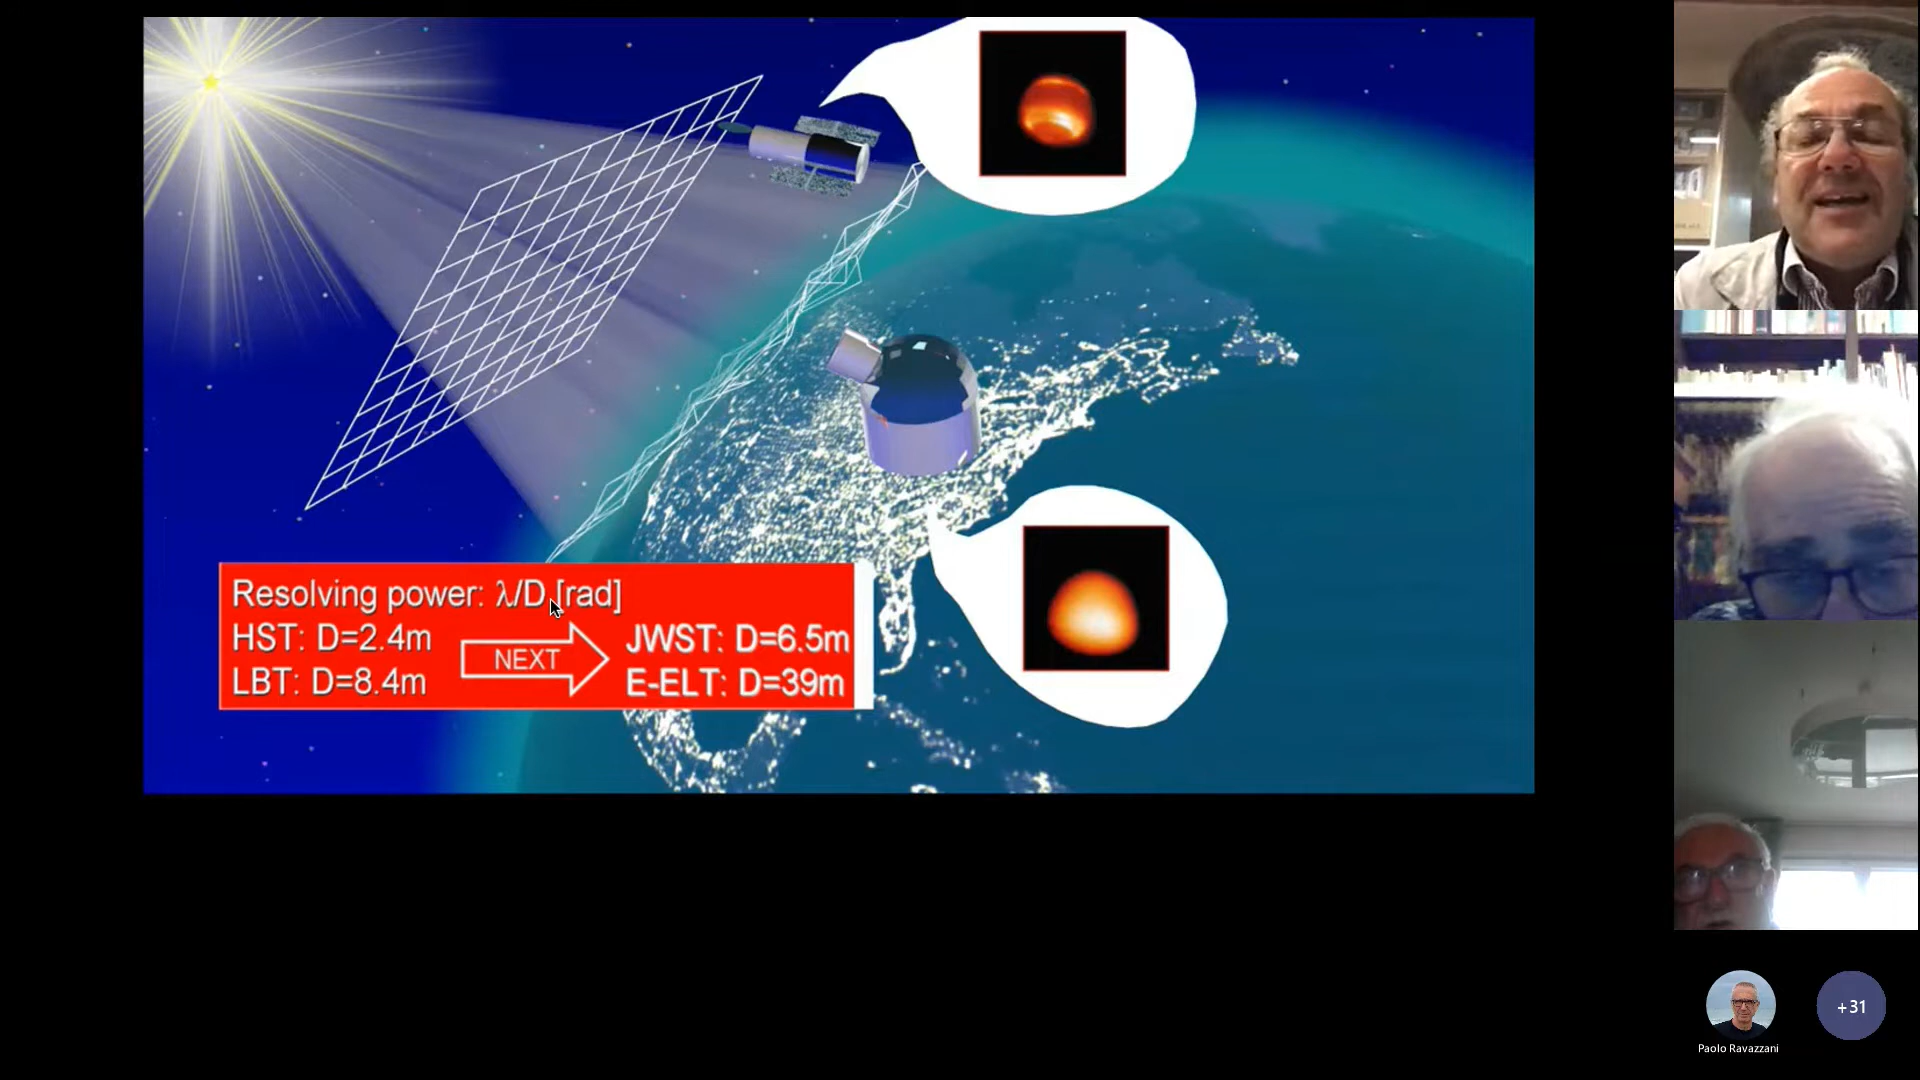 Resolving power: λ/D [rad]
HST: D=2.4m
LBT: D=8.4m
NEXT
JWST: D=6.5m
E-ELT: D=39m
+31
Paolo Ravazzani